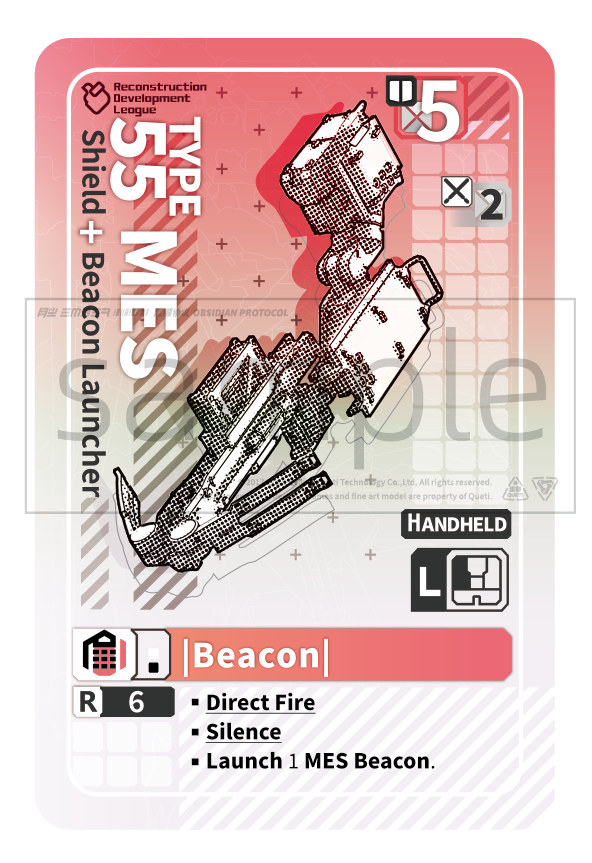 Reconstruction
Development
League
5
TYPE
55 MES
Shield + Beacon Launcher
2
OBSIDIAN PROTOCOL
sample
Technology Co.,Ltd, All rights reserved.
and fine art model are property of Queti.
HANDHELD
L
|Beacon|
R 6
▪ Direct Fire
▪ Silence
▪ Launch 1 MES Beacon.